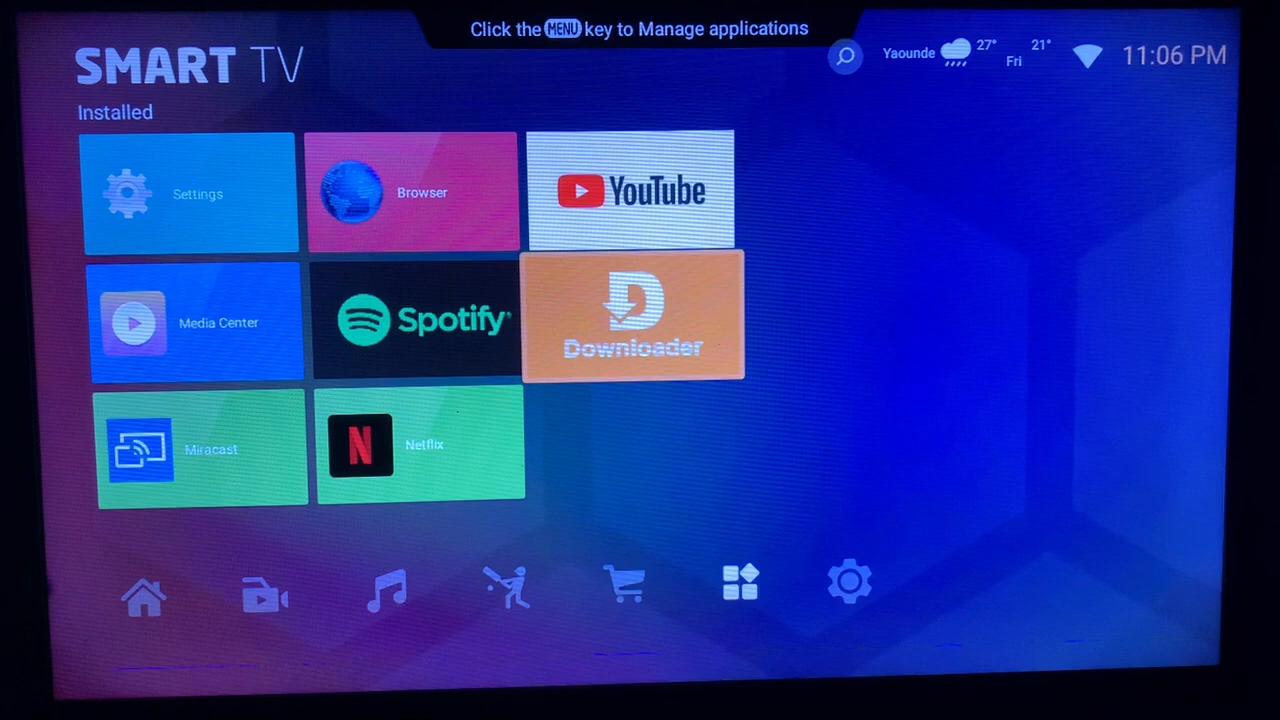 Click the MENU key to Manage applications
SMART TV
Yaounde 27° Fri 21° 11:06 PM
Installed
Settings
Browser
YouTube
Media Center
Spotify
Downloader
Miracast
N Netflix